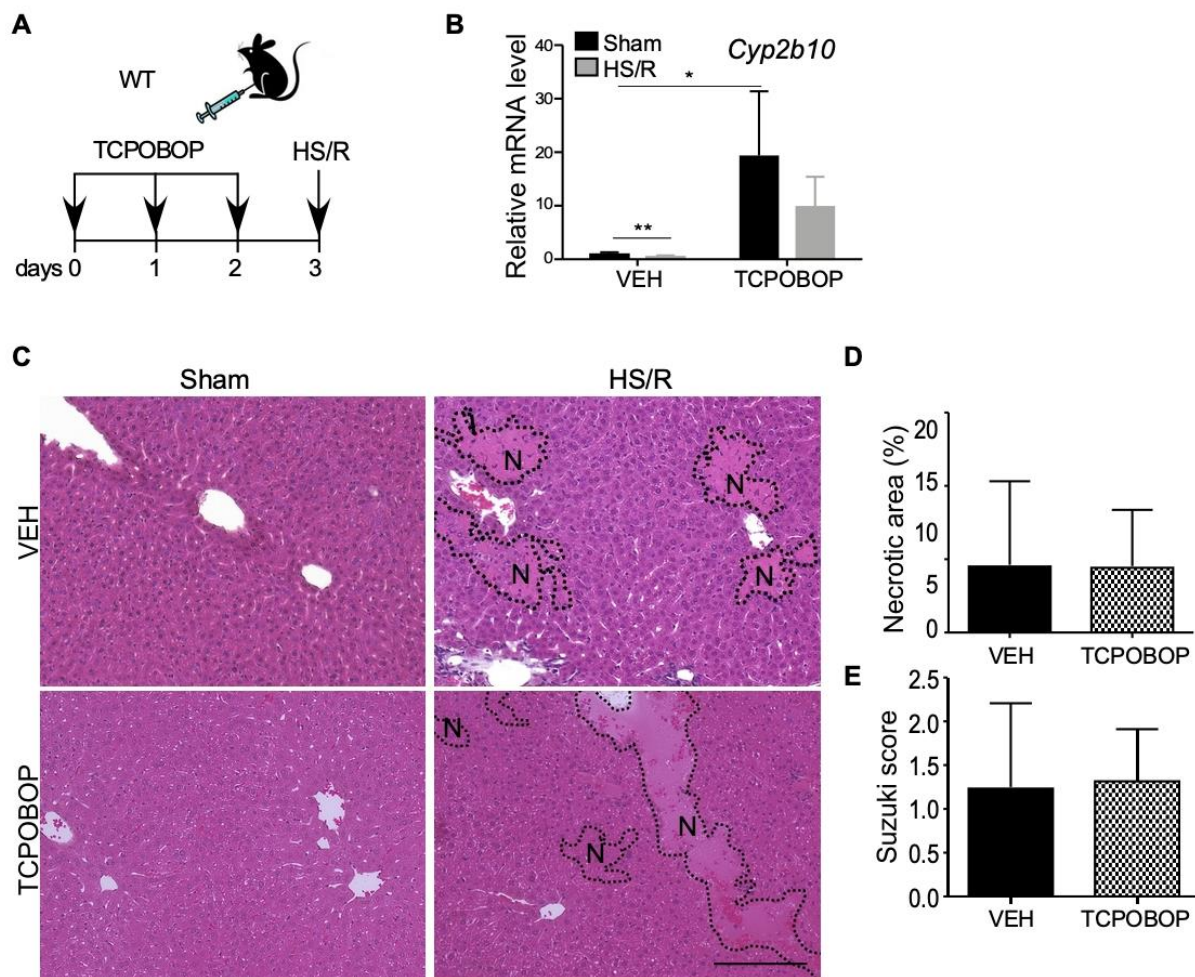 A
WT
TCPOBOP
HS/R
days 0 1 2 3
B
Sham
HS/R
Cyp2b10
Relative mRNA level
40
30
20
10
0
*
**
VEH
TCPOBOP
C
Sham
HS/R
VEH
TCPOBOP
N
N
N
N
N
N
N
D
Necrotic area (%)
20
15
10
5
0
VEH
TCPOBOP
E
Suzuki score
2.5
2.0
1.5
1.0
0.5
0.0
VEH
TCPOBOP